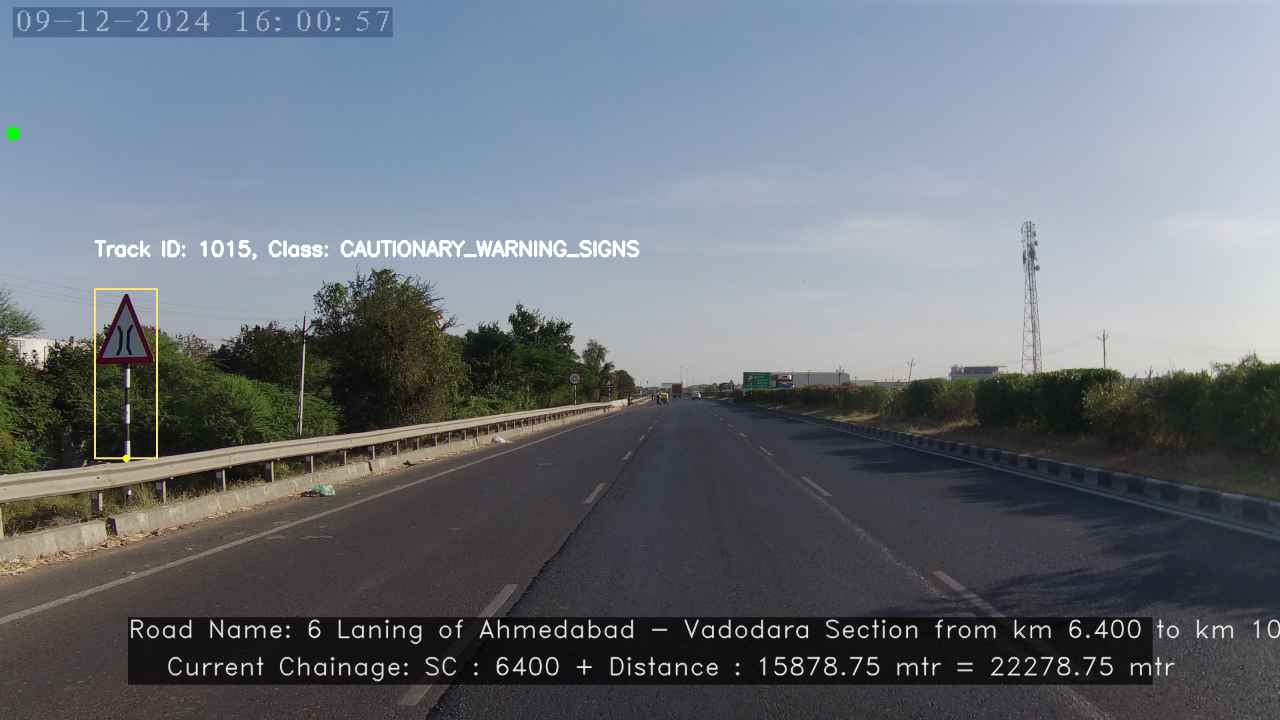 09-12-2024 16:00:57
Track ID: 1015, Class: CAUTIONARY_WARNING_SIGNS
Road Name: 6 Laning of Ahmedabad - Vadodara Section from km 6.400 to km 10
Current Chainage: SC : 6400 + Distance : 15878.75 mtr = 22278.75 mtr